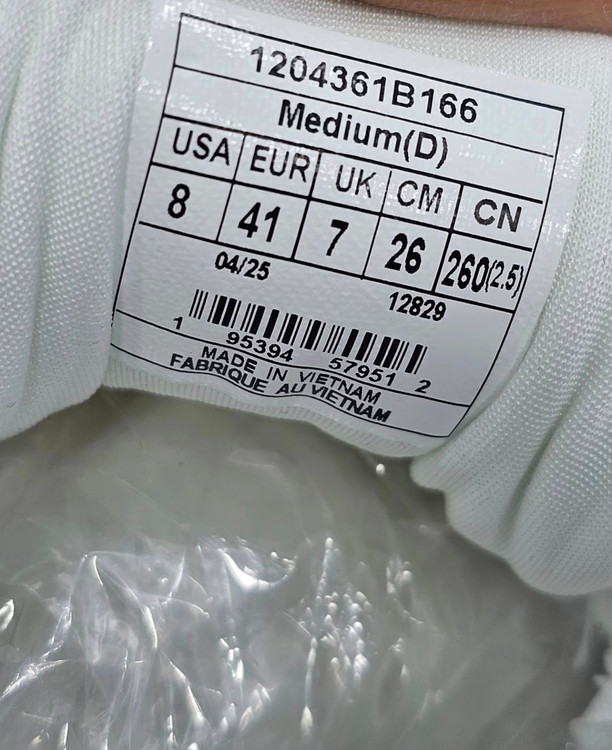 1204361B166
Medium(D)
USA EUR UK CM CN
8 41 7 26 260(2.5)
04/25 12829
1 95394 57951 2
MADE IN VIETNAM
FABRIQUE AU VIETNAM